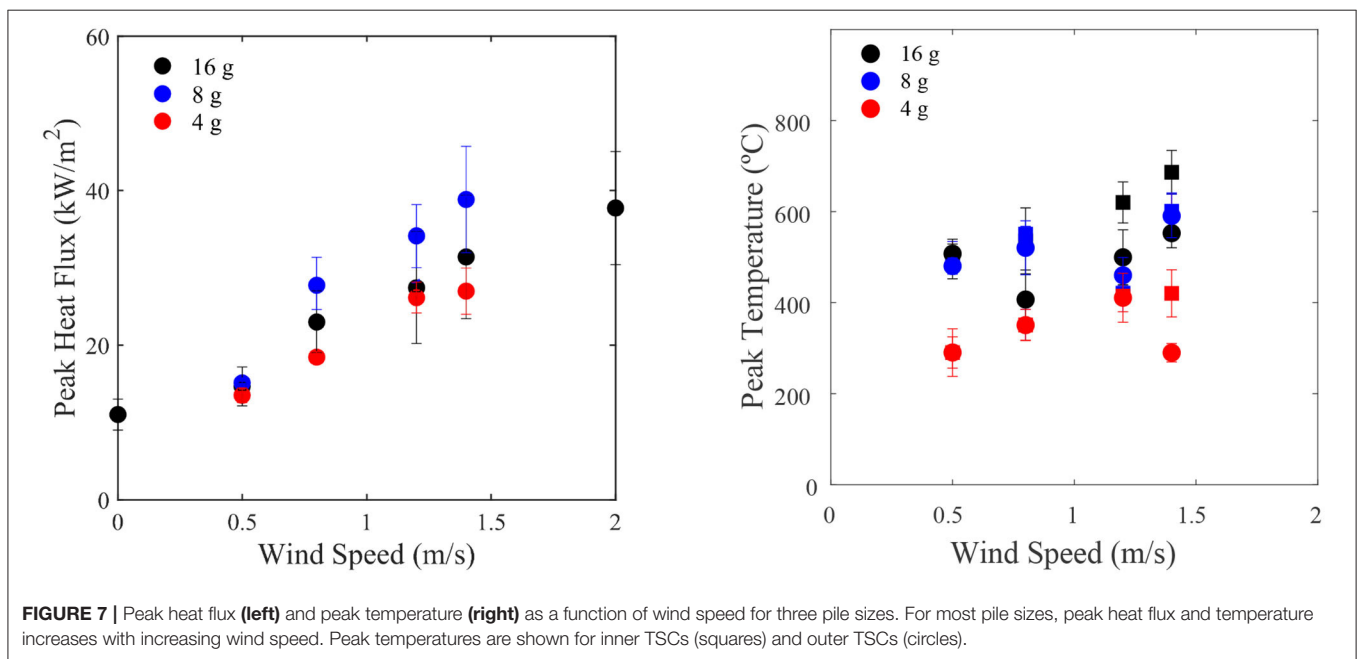 60
40
20
0
0
0.5
1
1.5
2
Peak Heat Flux (kW/m²)
Wind Speed (m/s)
16 g
8 g
4 g
800
600
400
200
0
0
0.5
1
1.5
2
Peak Temperature (ºC)
Wind Speed (m/s)
16 g
8 g
4 g
FIGURE 7 | Peak heat flux (left) and peak temperature (right) as a function of wind speed for three pile sizes. For most pile sizes, peak heat flux and temperature
increases with increasing wind speed. Peak temperatures are shown for inner TSCs (squares) and outer TSCs (circles).